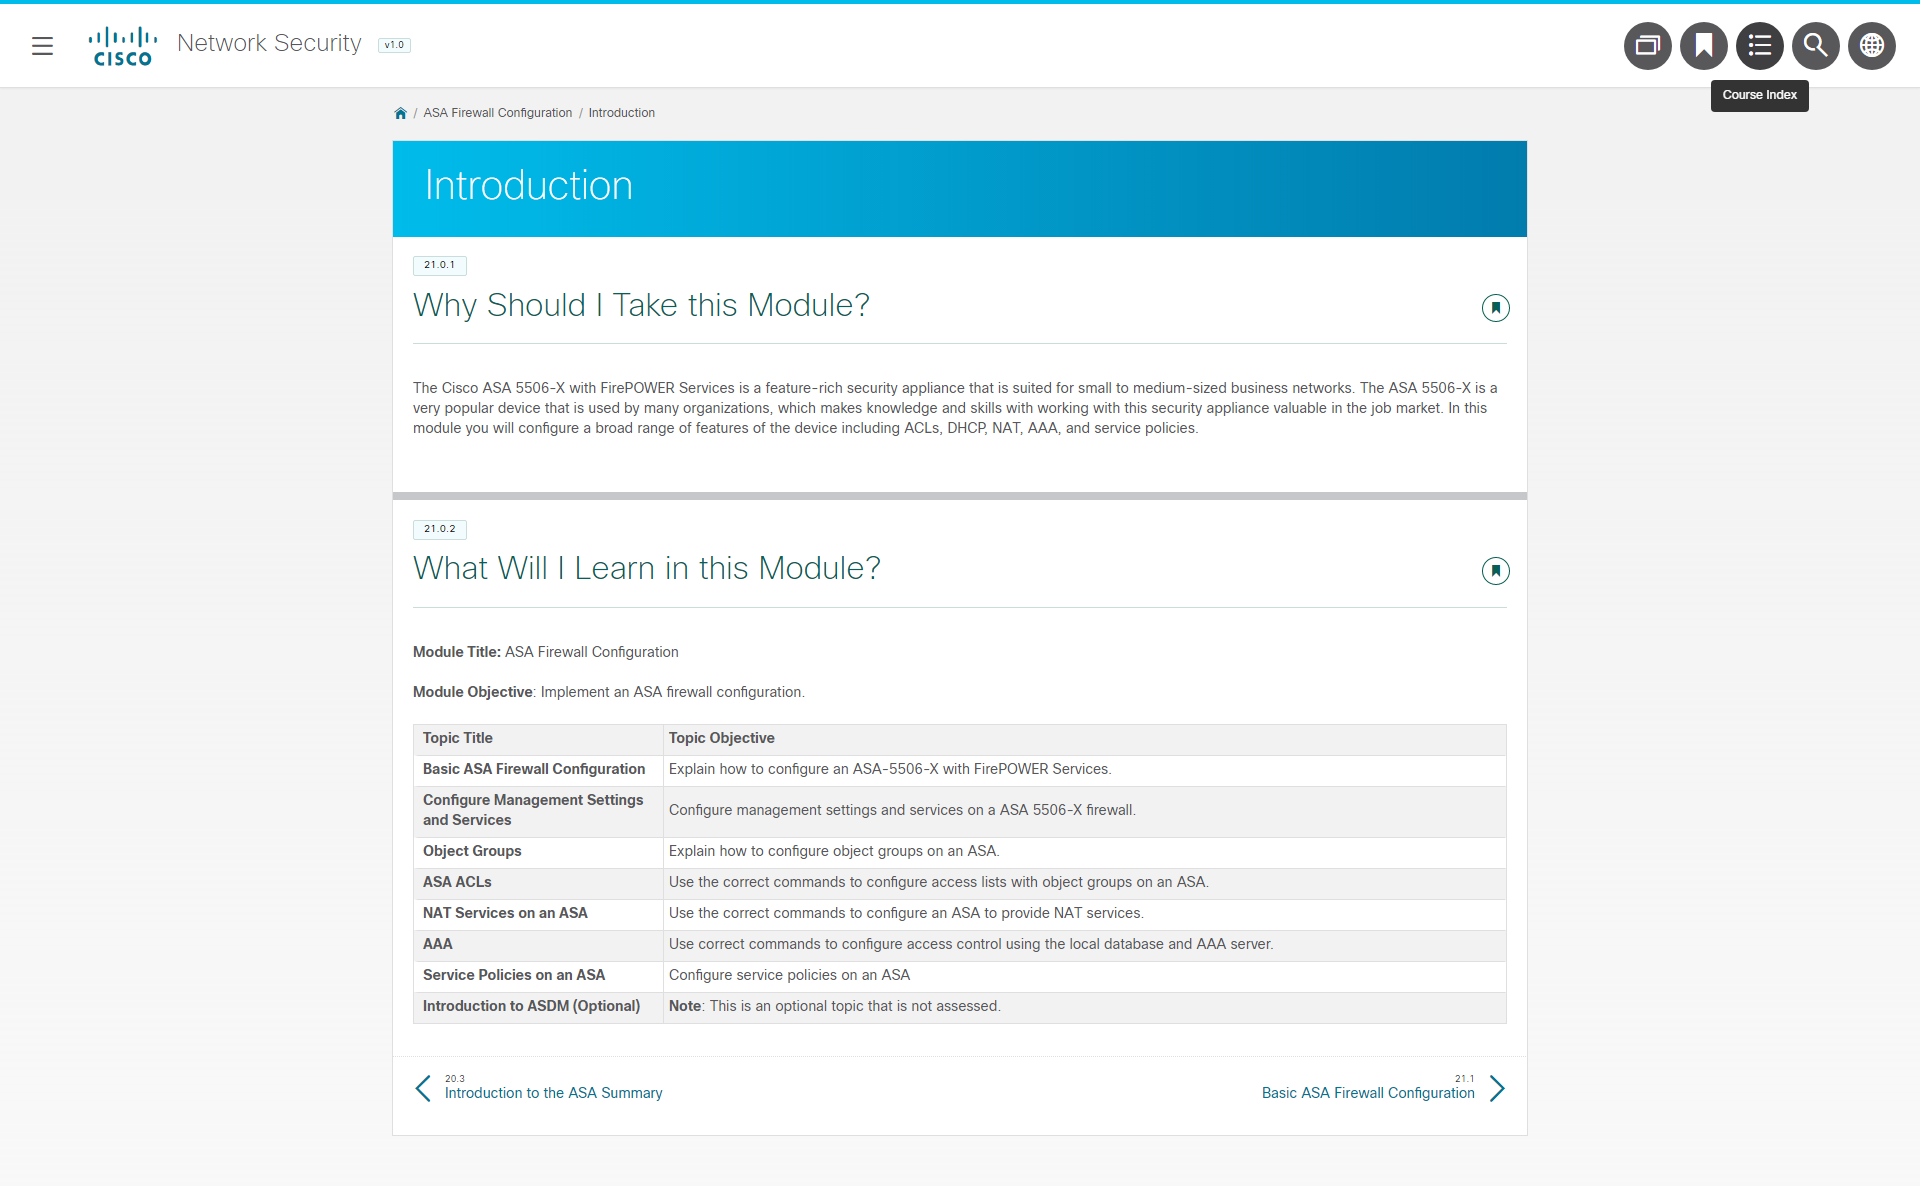 CISCO
Network Security
v1.0
Course Index
/ ASA Firewall Configuration / Introduction
Introduction
21.0.1
Why Should I Take this Module?
The Cisco ASA 5506-X with FirePOWER Services is a feature-rich security appliance that is suited for small to medium-sized business networks. The ASA 5506-X is a
very popular device that is used by many organizations, which makes knowledge and skills with working with this security appliance valuable in the job market. In this
module you will configure a broad range of features of the device including ACLs, DHCP, NAT, AAA, and service policies.
21.0.2
What Will I Learn in this Module?
Module Title: ASA Firewall Configuration
Module Objective: Implement an ASA firewall configuration.
Topic Title Topic Objective
Basic ASA Firewall Configuration Explain how to configure an ASA-5506-X with FirePOWER Services.
Configure Management Settings
and Services
Configure management settings and services on a ASA 5506-X firewall.
Object Groups Explain how to configure object groups on an ASA.
ASA ACLs Use the correct commands to configure access lists with object groups on an ASA.
NAT Services on an ASA Use the correct commands to configure an ASA to provide NAT services.
AAA Use correct commands to configure access control using the local database and AAA server.
Service Policies on an ASA Configure service policies on an ASA
Introduction to ASDM (Optional) Note: This is an optional topic that is not assessed.
20.3
Introduction to the ASA Summary
21.1
Basic ASA Firewall Configuration